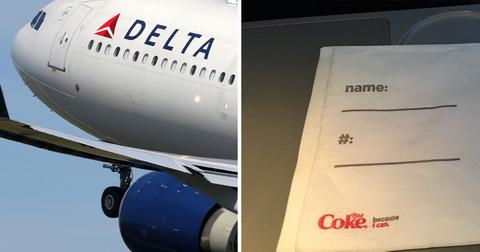 DELTA
name:
#:
Diet
Coke
because
I can.